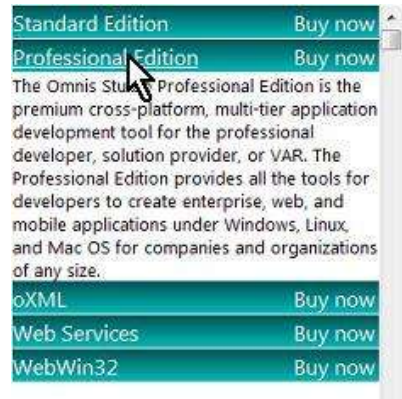 Standard Edition Buy now
Professional Edition Buy now
The Omnis Professional Edition is the
premium cross-platform, multi-tier application
development tool for the professional
developer, solution provider, or VAR. The
Professional Edition provides all the tools for
developers to create enterprise, web, and
mobile applications under Windows, Linux,
and Mac OS for companies and organizations
of any size.
oXML Buy now
Web Services Buy now
WebWin32 Buy now